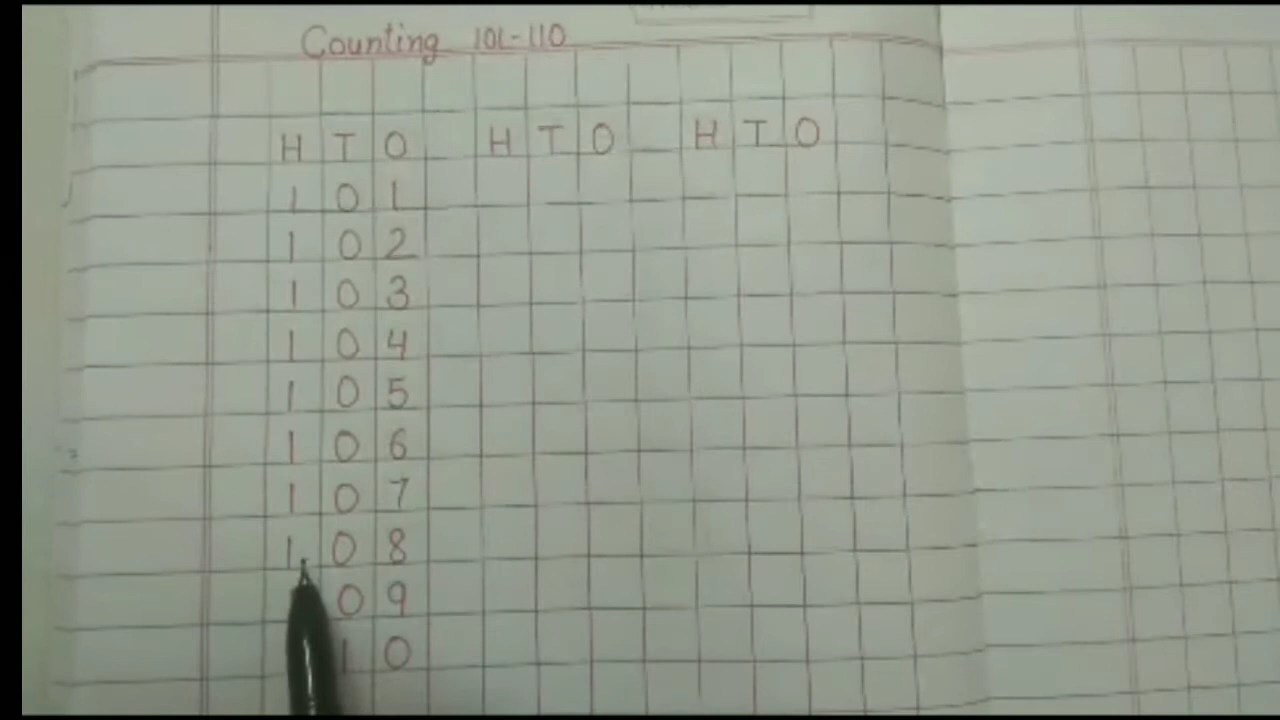 Counting 101-110
H T O H T O H T O
1 0 1
1 0 2
1 0 3
1 0 4
1 0 5
1 0 6
1 0 7
1 0 8
0 9
1 0